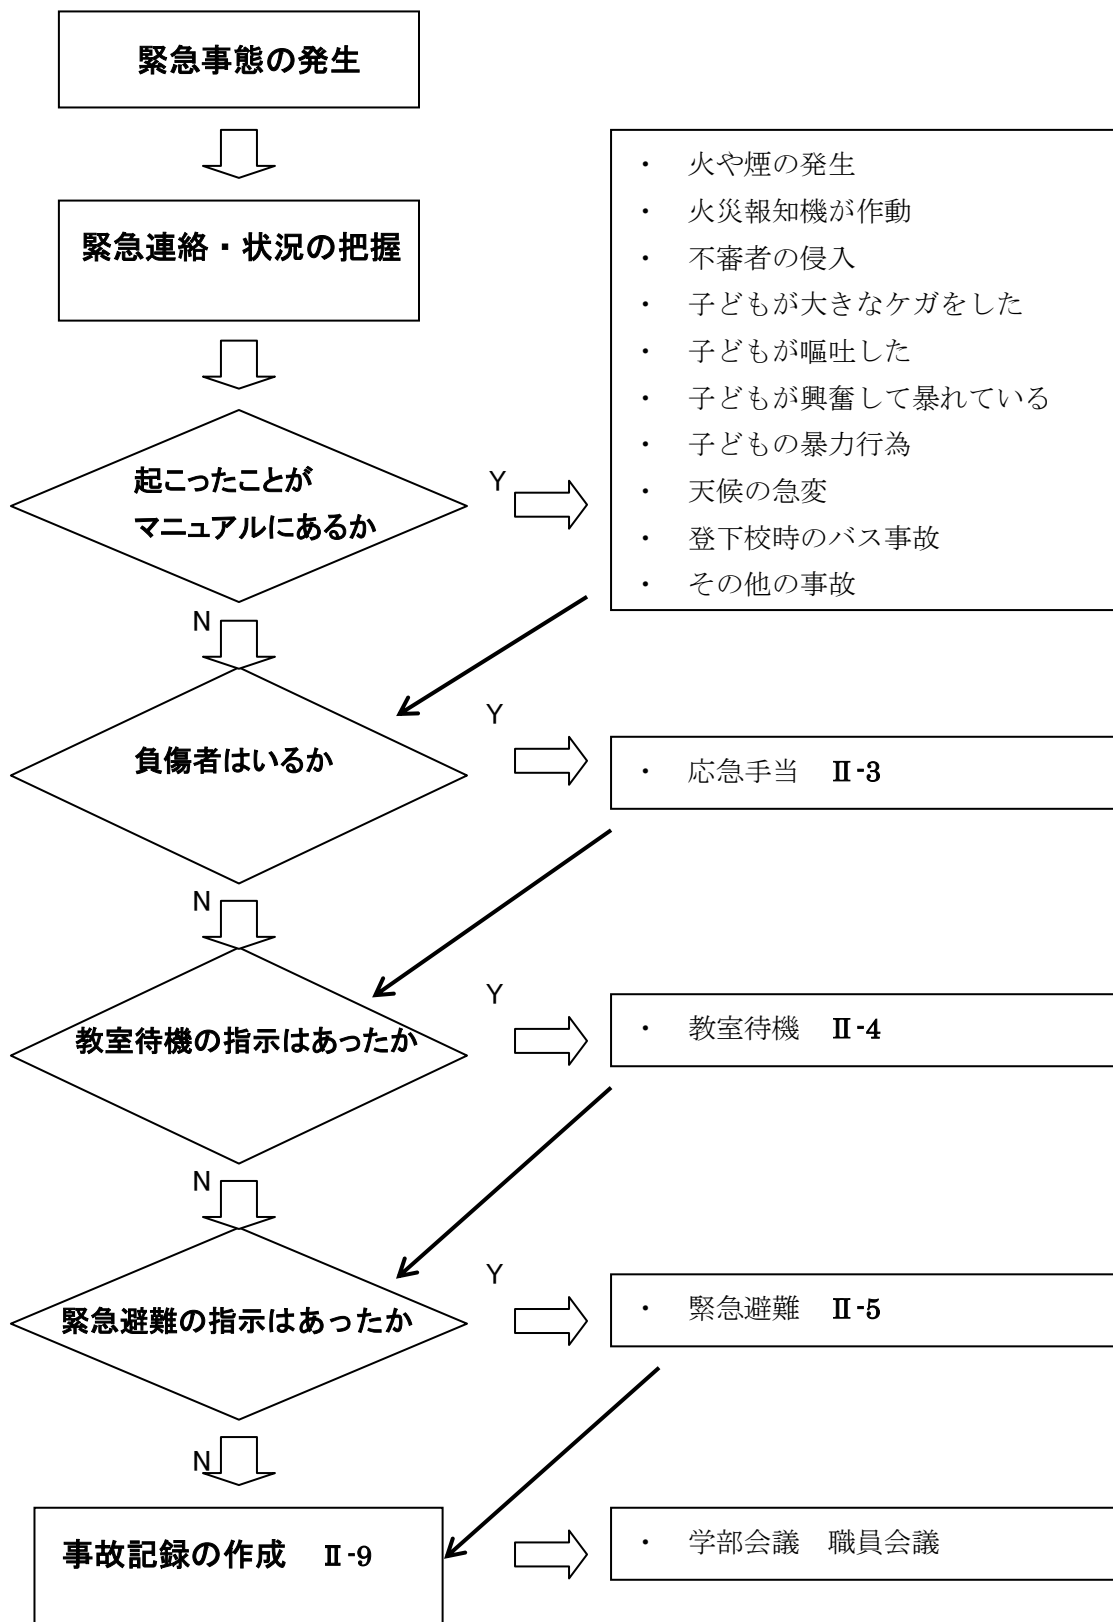 緊急事態の発生
緊急連絡・状況の把握
・ 火や煙の発生
・ 火災報知機が作動
・ 不審者の侵入
・ 子どもが大きなケガをした
・ 子どもが嘔吐した
・ 子どもが興奮して暴れている
・ 子どもの暴力行為
・ 天候の急変
・ 登下校時のバス事故
・ その他の事故
起こったことが
マニュアルにあるか
Y
N
負傷者はいるか
Y
・ 応急手当 Ⅱ-3
N
教室待機の指示はあったか
Y
・ 教室待機 Ⅱ-4
N
緊急避難の指示はあったか
Y
・ 緊急避難 Ⅱ-5
N
事故記録の作成 Ⅱ-9
・ 学部会議 職員会議